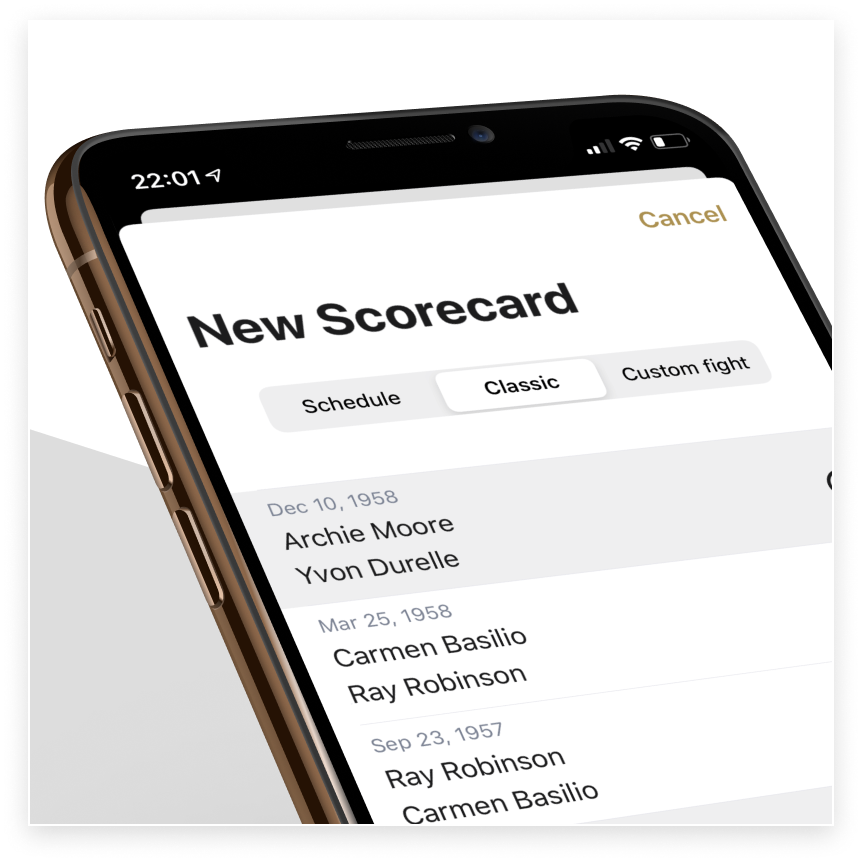 22:01
Cancel
New Scorecard
Schedule Classic Custom fight
Dec 10, 1958
Archie Moore
Yvon Durelle
Mar 25, 1958
Carmen Basilio
Ray Robinson
Sep 23, 1957
Ray Robinson
Carmen Basilio